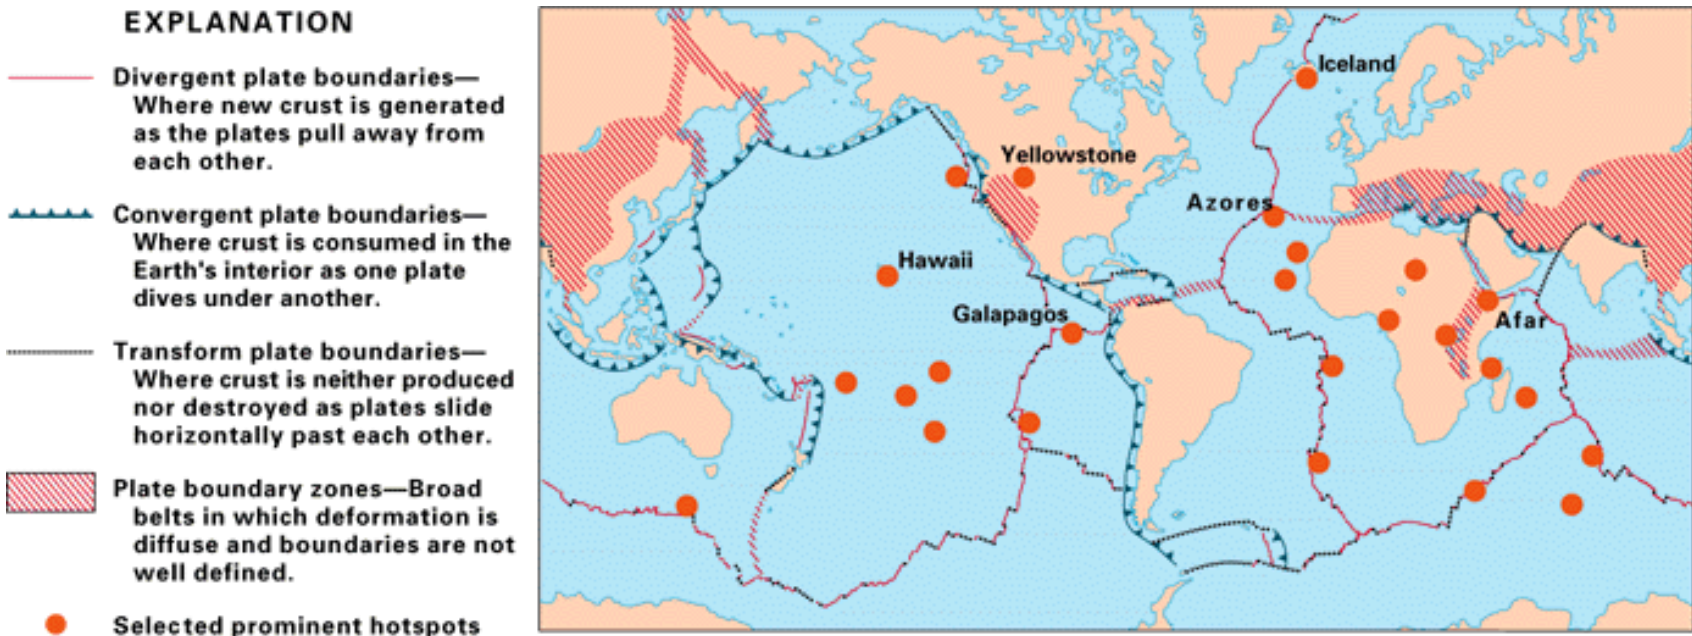 EXPLANATION
Divergent plate boundaries—
Where new crust is generated
as the plates pull away from
each other.
Convergent plate boundaries—
Where crust is consumed in the
Earth's interior as one plate
dives under another.
Transform plate boundaries—
Where crust is neither produced
nor destroyed as plates slide
horizontally past each other.
Plate boundary zones—Broad
belts in which deformation is
diffuse and boundaries are not
well defined.
Selected prominent hotspots
Iceland
Yellowstone
Azores
Hawaii
Galapagos
Afar